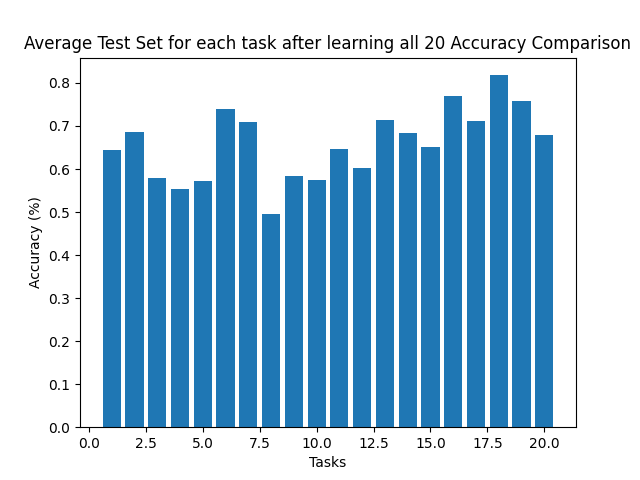 Average Test Set for each task after learning all 20 Accuracy Comparison
Accuracy (%)
0.8
0.7
0.6
0.5
0.4
0.3
0.2
0.1
0.0
0.0 2.5 5.0 7.5 10.0 12.5 15.0 17.5 20.0
Tasks